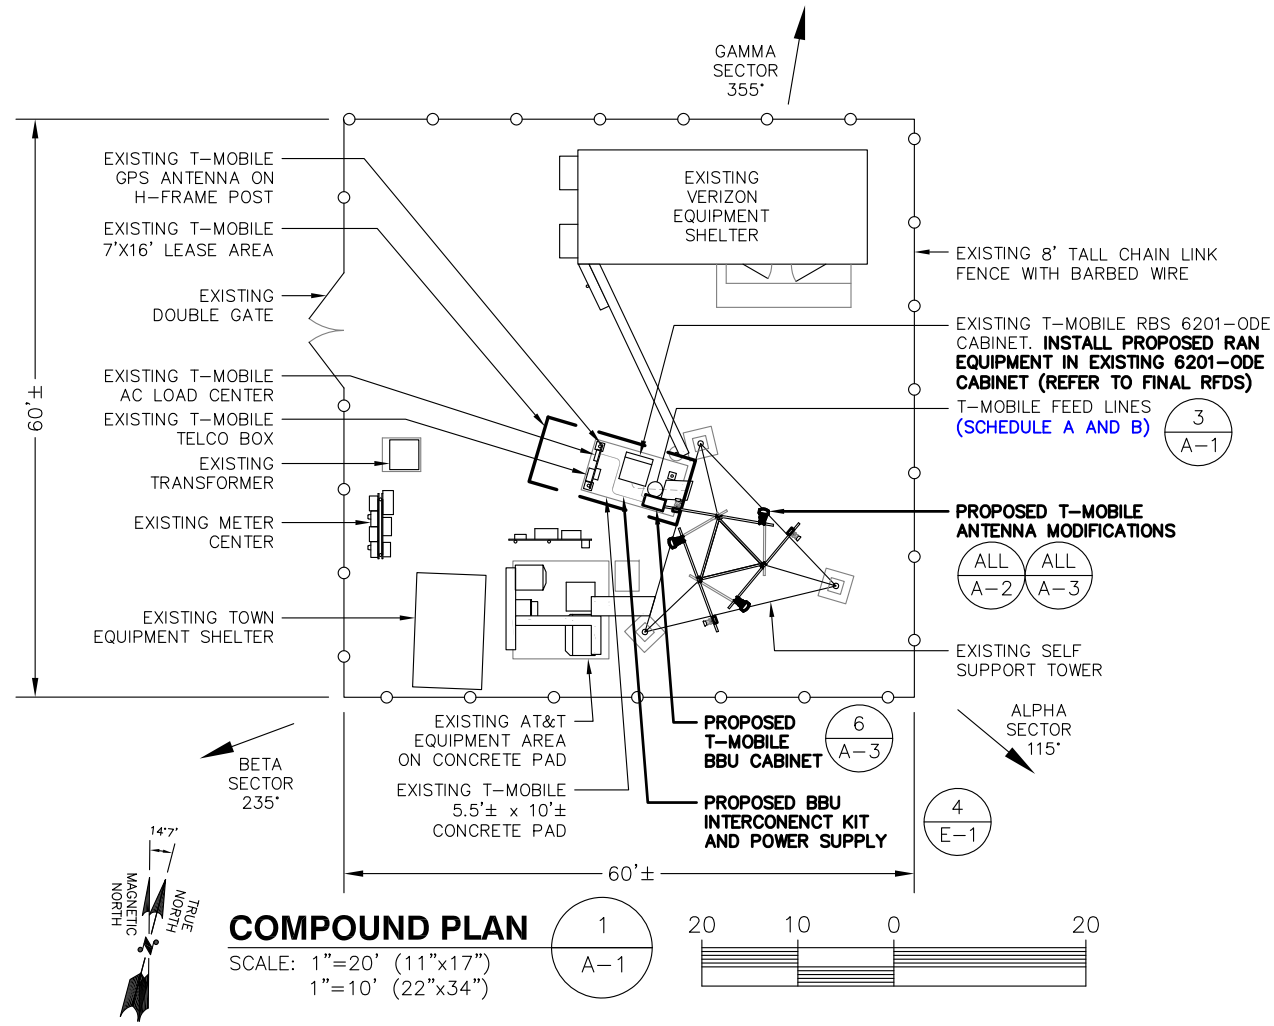 GAMMA
SECTOR
355°
EXISTING T-MOBILE
GPS ANTENNA ON
H-FRAME POST
EXISTING T-MOBILE
7'X16' LEASE AREA
EXISTING
DOUBLE GATE
EXISTING T-MOBILE
AC LOAD CENTER
EXISTING T-MOBILE
TELCO BOX
EXISTING
TRANSFORMER
EXISTING METER
CENTER
EXISTING TOWN
EQUIPMENT SHELTER
60'±
EXISTING
VERIZON
EQUIPMENT
SHELTER
EXISTING 8' TALL CHAIN LINK
FENCE WITH BARBED WIRE
EXISTING T-MOBILE RBS 6201-ODE
CABINET. INSTALL PROPOSED RAN
EQUIPMENT IN EXISTING 6201-ODE
CABINET (REFER TO FINAL RFDS)
T-MOBILE FEED LINES
(SCHEDULE A AND B)
3
A-1
PROPOSED T-MOBILE
ANTENNA MODIFICATIONS
ALL
A-2
ALL
A-3
EXISTING SELF
SUPPORT TOWER
ALPHA
SECTOR
115°
BETA
SECTOR
235°
EXISTING AT&T
EQUIPMENT AREA
ON CONCRETE PAD
EXISTING T-MOBILE
5.5'± x 10'±
CONCRETE PAD
PROPOSED
T-MOBILE
BBU CABINET
6
A-3
PROPOSED BBU
INTERCONENCT KIT
AND POWER SUPPLY
4
E-1
60'±
14°7'
MAGNETIC
NORTH
TRUE
NORTH
N
COMPOUND PLAN
SCALE: 1"=20' (11"x17")
1"=10' (22"x34")
1
A-1
20 10 0 20